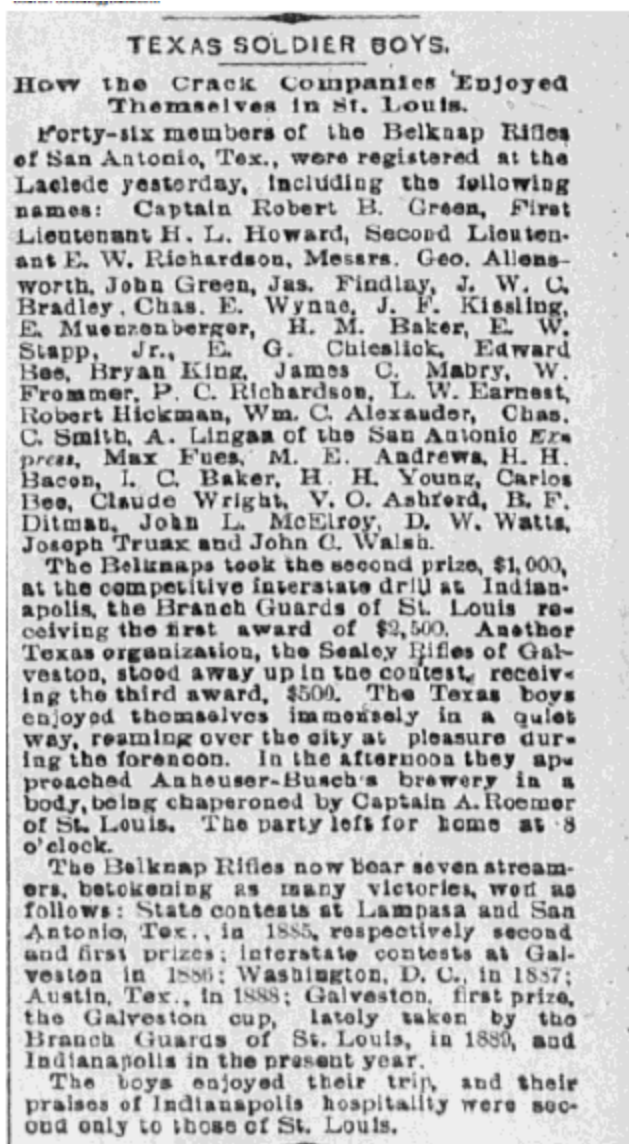 TEXAS SOLDIER BOYS.
How the Crack Companies Enjoyed
Themselves in St. Louis.
Forty-six members of the Belknap Rifles
of San Antonio, Tex., were registered at the
Laclede yesterday, including the following
names: Captain Robert B. Green, First
Lieutenant H. L. Howard, Second Lieuten-
ant E. W. Richardson, Messrs. Geo. Allens-
worth, John Green, Jas. Findlay, J. W. C.
Bradley, Chas. E. Wynne, J. F. Kissling,
E. Muenzenberger, H. M. Baker, E. W.
Stapp, Jr., E. G. Chieslick, Edward
Bee, Bryan King, James C. Mabry, W.
Frommer, P. C. Richardson, L. W. Earnest,
Robert Hickman, Wm. C. Alexander, Chas.
C. Smith, A. Lingaa of the San Antonio Ex-
press, Max Fues, M. E. Andrews, H. H.
Bacon, I. C. Baker, H. H. Young, Carlos
Bee, Claude Wright, V. O. Ashford, B. F.
Ditman, John L. McElroy, D. W. Watts,
Joseph Truax and John C. Walsh.
The Belknaps took the second prize, $1,000,
at the competitive interstate drill at Indian-
apolis, the Branch Guards of St. Louis re-
ceiving the first award of $2,500. Another
Texas organization, the Sealey Rifles of Gal-
veston, stood away up in the contest, receiv-
ing the third award, $500. The Texas boys
enjoyed themselves immensely in a quiet
way, roaming over the city at pleasure dur-
ing the forenoon. In the afternoon they ap-
proached Anheuser-Busch's brewery in a
body, being chaperoned by Captain A. Roemer
of St. Louis. The party left for home at 8
o'clock.
The Belknap Rifles now bear seven stream-
ers, betokening as many victories, won as
follows: State contests at Lampasa and San
Antonio, Tex., in 1885, respectively second
and first prizes; interstate contests at Gal-
veston in 1886; Washington, D. C., in 1887;
Austin, Tex., in 1888; Galveston, first prize,
the Galveston cup, lately taken by the
Branch Guards of St. Louis, in 1889, and
Indianapolis in the present year.
The boys enjoyed their trip, and their
praises of Indianapolis hospitality were sec-
ond only to those of St. Louis.